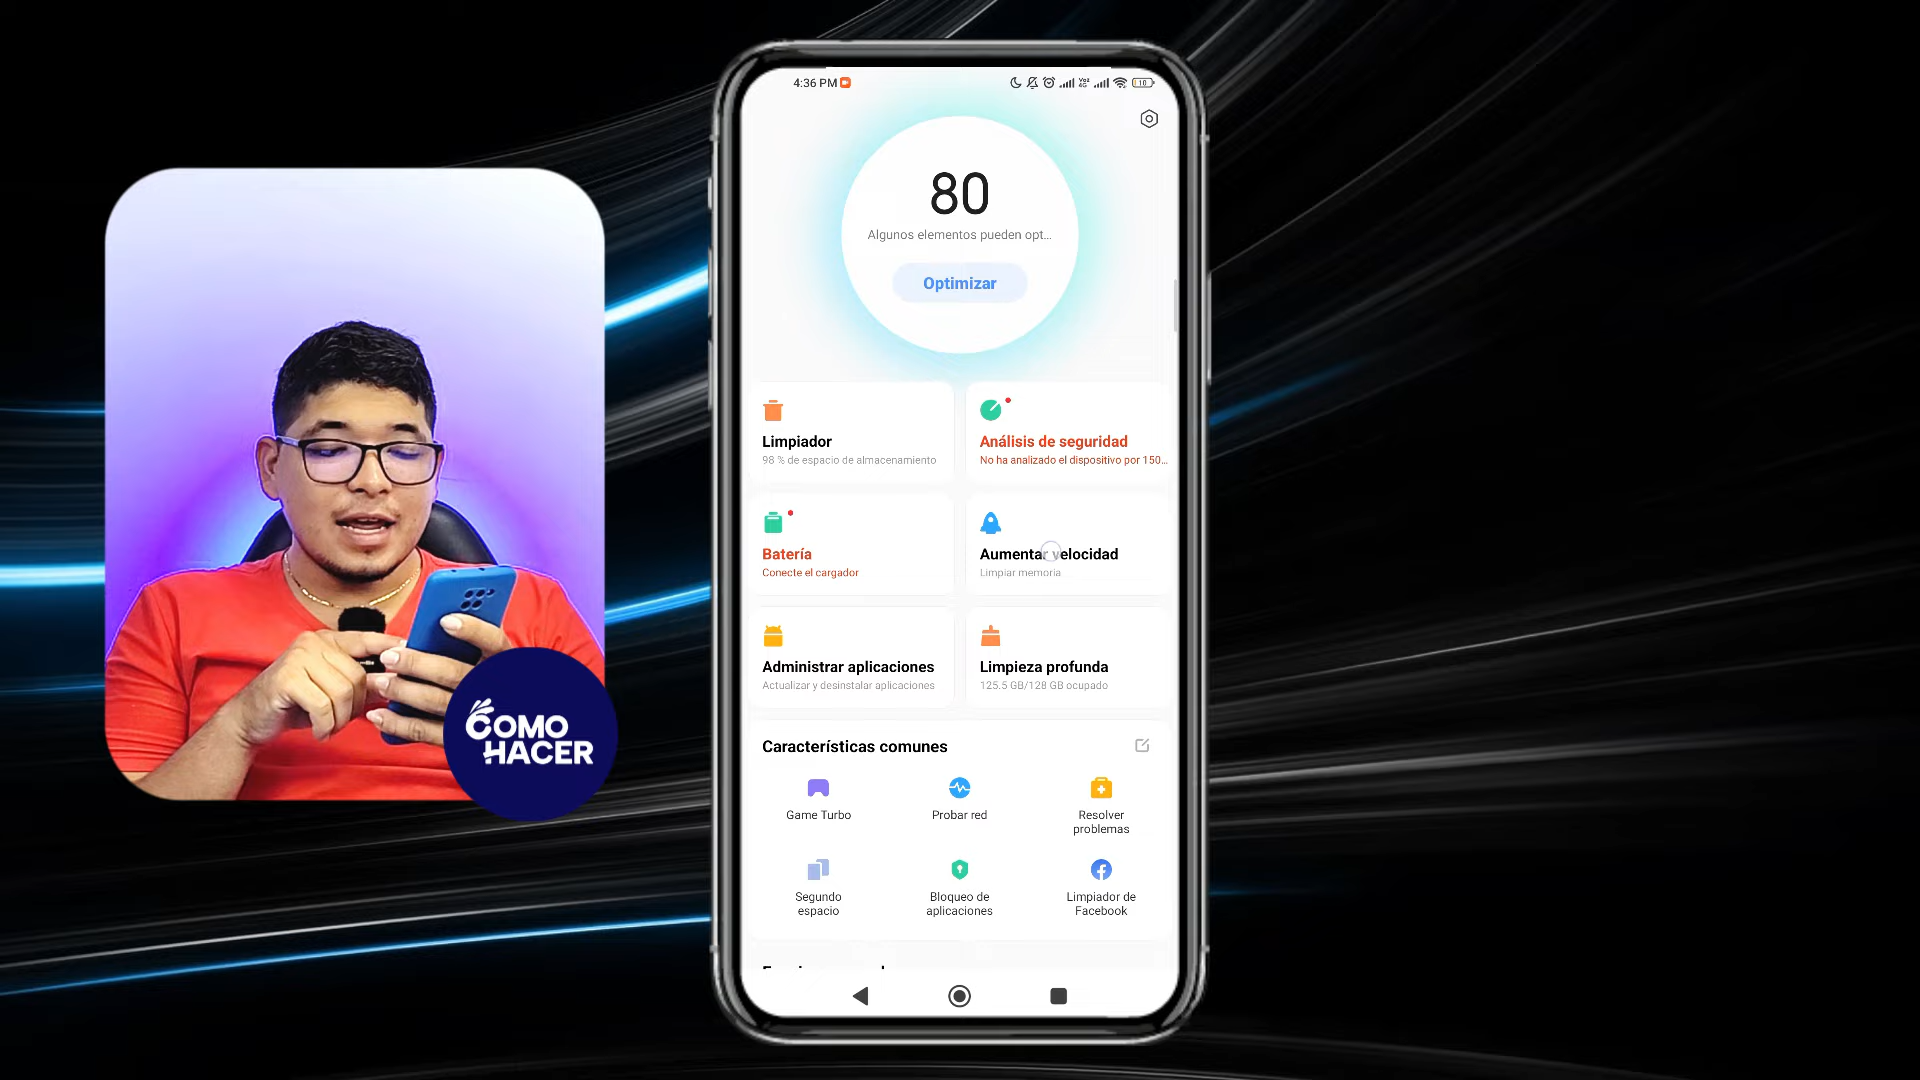 4:36 PM
Vo2
4G+
10
80
Algunos elementos pueden opt...
Optimizar
Limpiador
98 % de espacio de almacenamiento
Análisis de seguridad
No ha analizado el dispositivo por 150...
Batería
Conecte el cargador
Aumentar velocidad
Limpiar memoria
Administrar aplicaciones
Actualizar y desinstalar aplicaciones
Limpieza profunda
125.5 GB/128 GB ocupado
Características comunes
Game Turbo
Probar red
Resolver
problemas
Segundo
espacio
Bloqueo de
aplicaciones
Limpiador de
Facebook
COMO
HACER